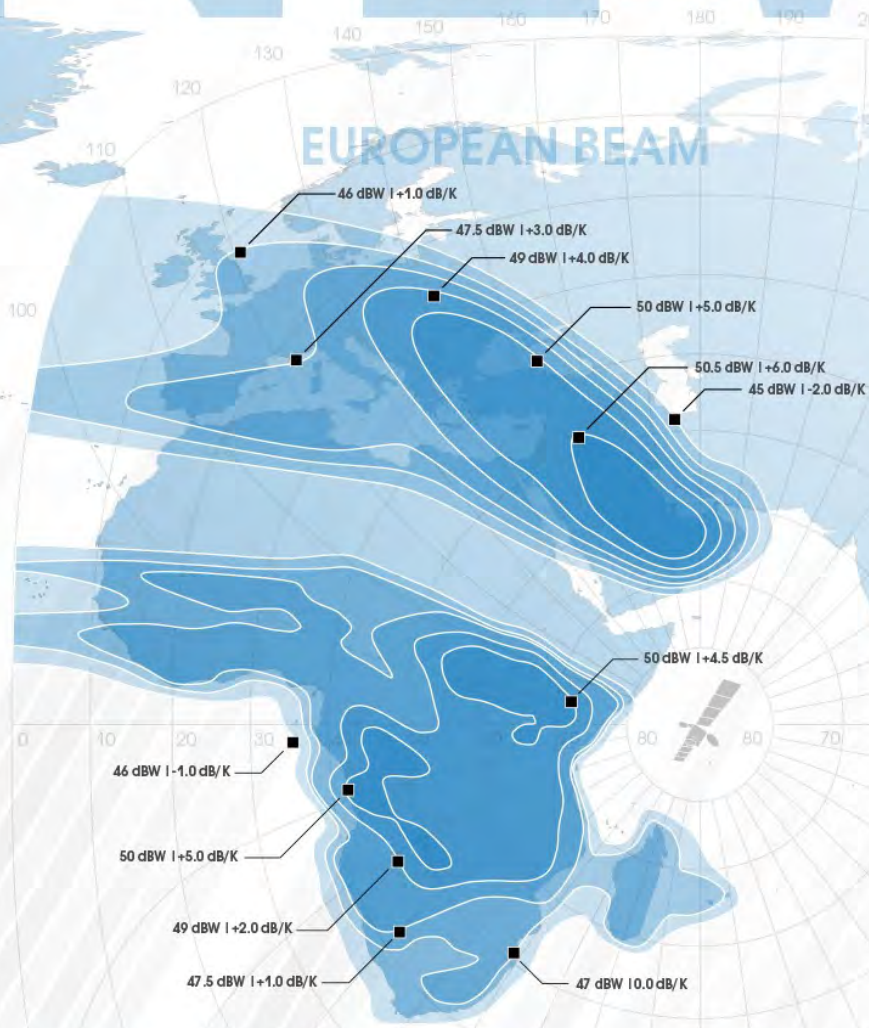 150
160
170
180
190
20
140
130
120
EUROPEAN BEAM
110
46 dBW |+1.0 dB/K
47.5 dBW |+3.0 dB/K
49 dBW |+4.0 dB/K
100
50 dBW |+5.0 dB/K
50.5 dBW |+6.0 dB/K
45 dBW |-2.0 dB/K
50 dBW |+4.5 dB/K
0
10
20
30
40
80
80
70
46 dBW |-1.0 dB/K
50 dBW |+5.0 dB/K
49 dBW |+2.0 dB/K
47.5 dBW |+1.0 dB/K
47 dBW |0.0 dB/K